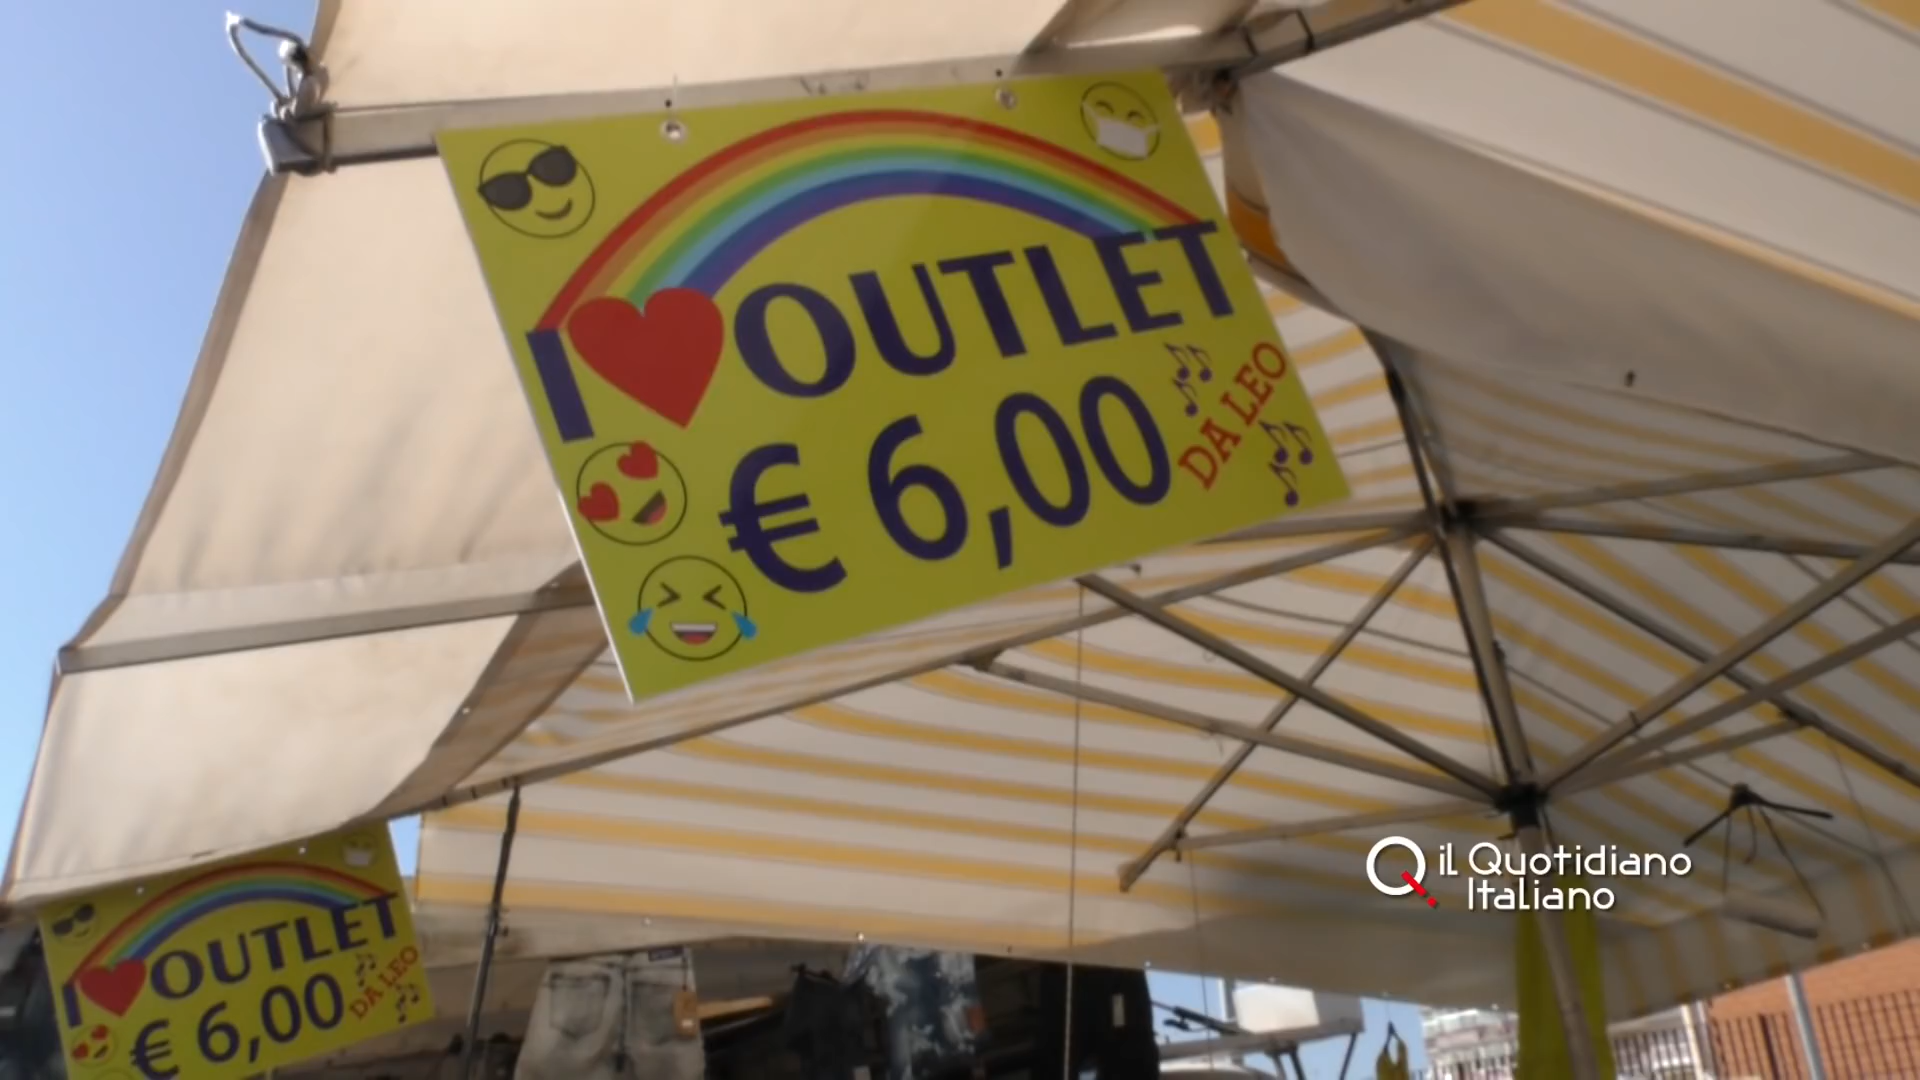 I ❤ OUTLET
€ 6,00
DA LEO
il Quotidiano
Italiano
I ❤ OUTLET
€ 6,00
DA LEO